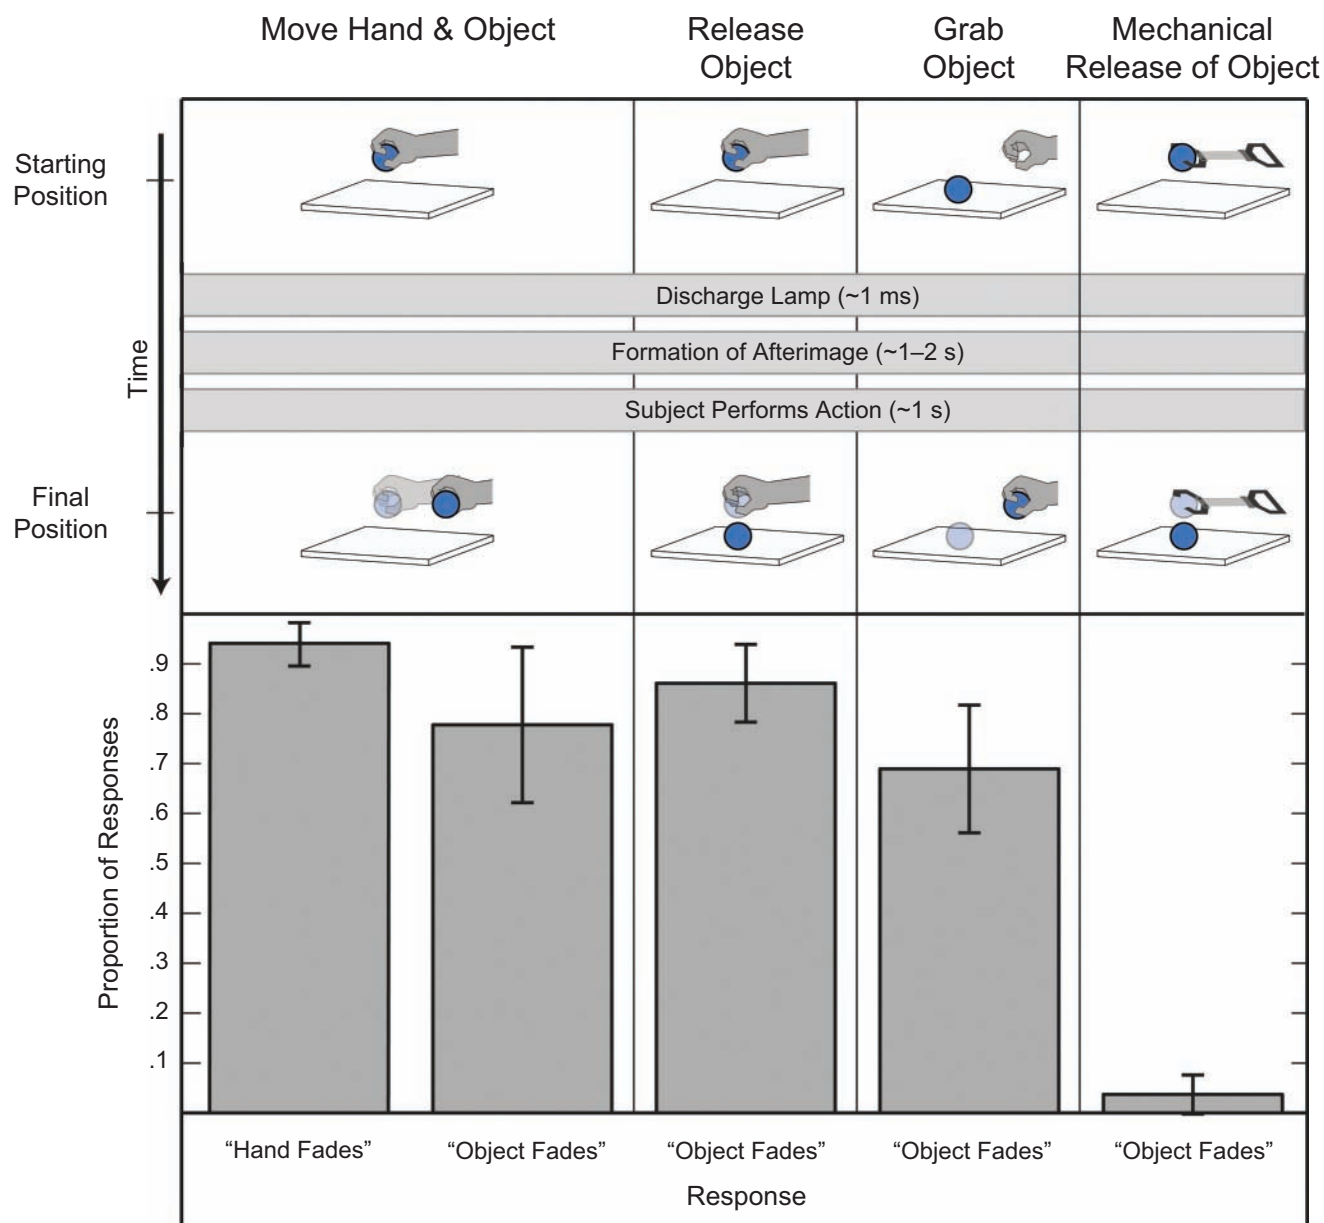 Move Hand & Object
Release
Object
Grab
Object
Mechanical
Release of Object
Starting
Position
Discharge Lamp (~1 ms)
Formation of Afterimage (~1–2 s)
Subject Performs Action (~1 s)
Time
Final
Position
Proportion of Responses
.9
.8
.7
.6
.5
.4
.3
.2
.1
“Hand Fades”
“Object Fades”
“Object Fades”
“Object Fades”
“Object Fades”
Response